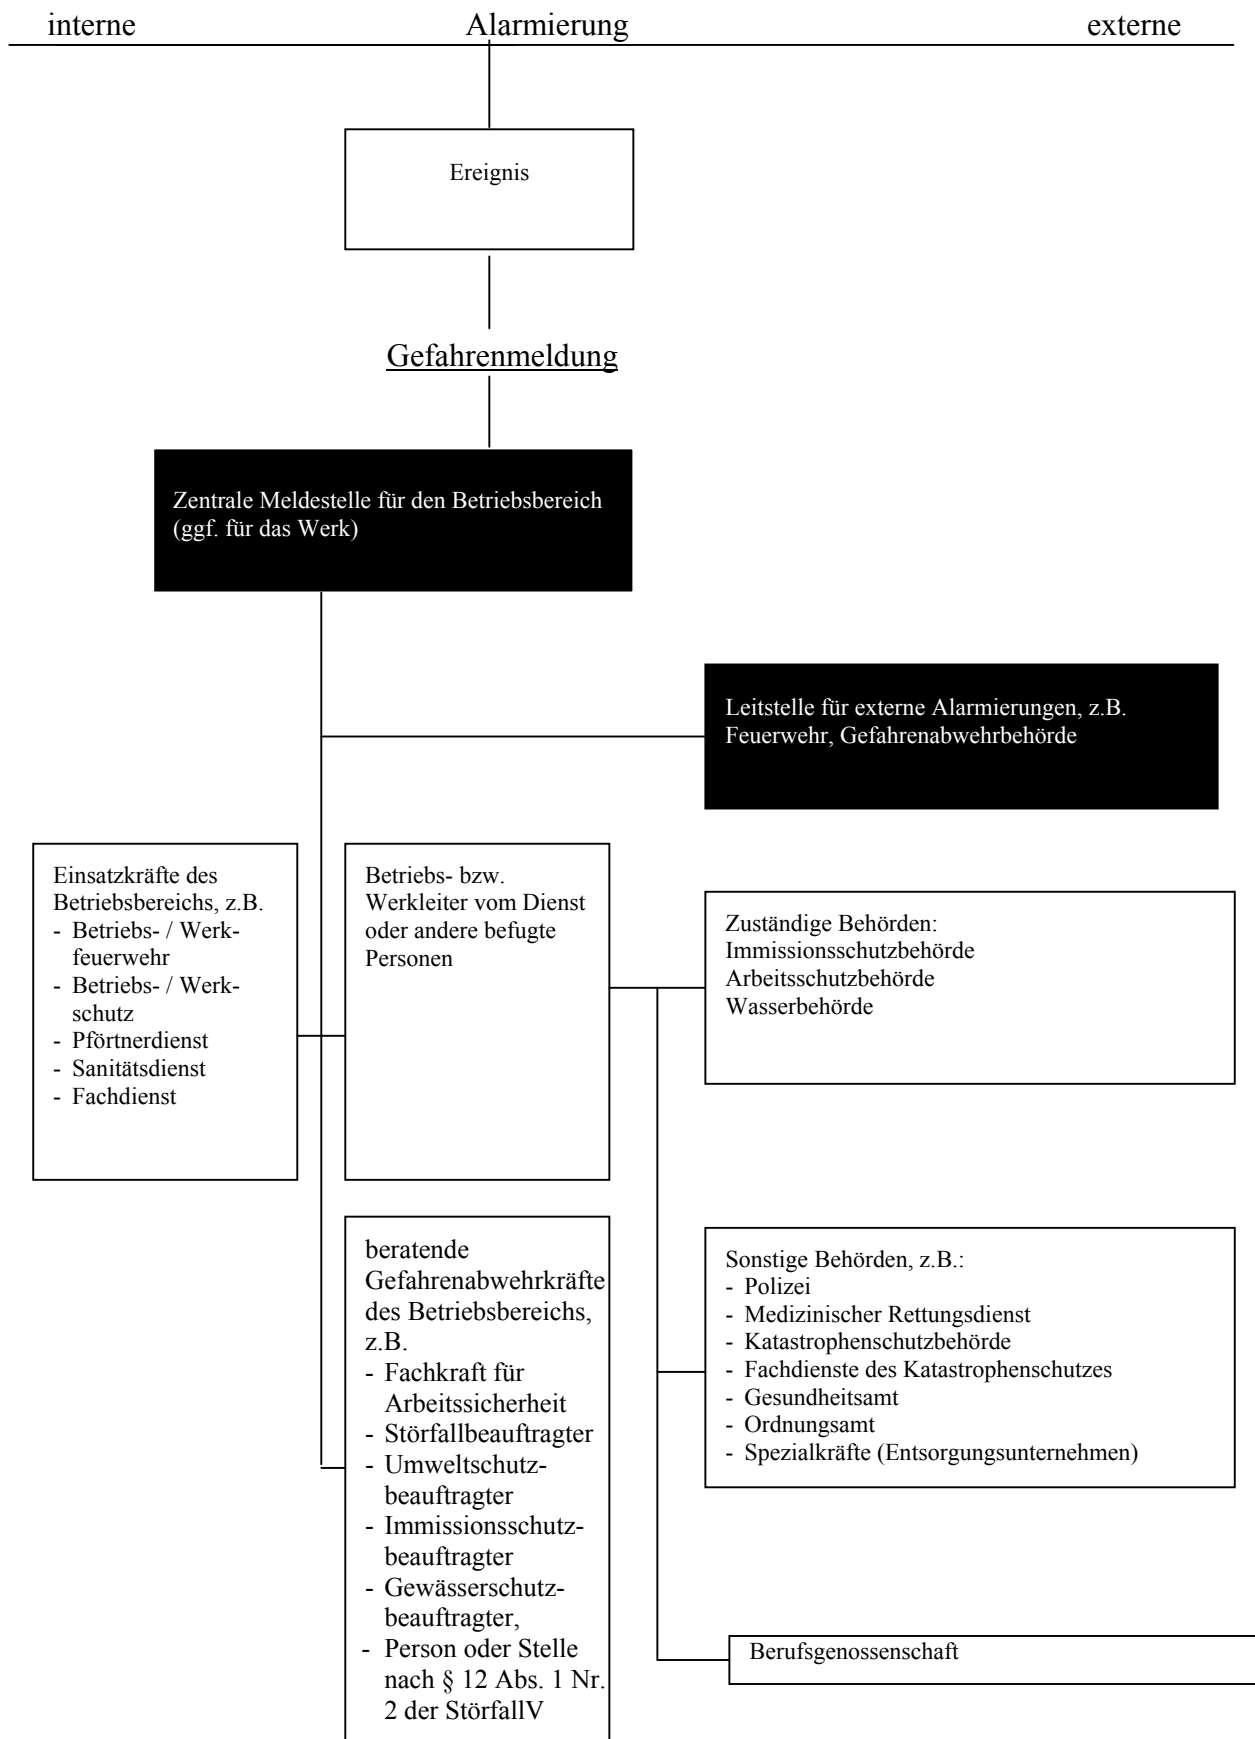 interne Alarmierung externe
Ereignis
Gefahrenmeldung
Zentrale Meldestelle für den Betriebsbereich
(ggf. für das Werk)
Leitstelle für externe Alarmierungen, z.B.
Feuerwehr, Gefahrenabwehrbehörde
Einsatzkräfte des
Betriebsbereichs, z.B.
- Betriebs- / Werk-
feuerwehr
- Betriebs- / Werk-
schutz
- Pförtnerdienst
- Sanitätsdienst
- Fachdienst
Betriebs- bzw.
Werkleiter vom Dienst
oder andere befugte
Personen
Zuständige Behörden:
Immissionsschutzbehörde
Arbeitsschutzbehörde
Wasserbehörde
beratende
Gefahrenabwehrkräfte
des Betriebsbereichs,
z.B.
- Fachkraft für
Arbeitssicherheit
- Störfallbeauftragter
- Umweltschutz-
beauftragter
- Immissionsschutz-
beauftragter
- Gewässerschutz-
beauftragter,
- Person oder Stelle
nach § 12 Abs. 1 Nr.
2 der StörfallV
Sonstige Behörden, z.B.:
- Polizei
- Medizinischer Rettungsdienst
- Katastrophenschutzbehörde
- Fachdienste des Katastrophenschutzes
- Gesundheitsamt
- Ordnungsamt
- Spezialkräfte (Entsorgungsunternehmen)
Berufsgenossenschaft